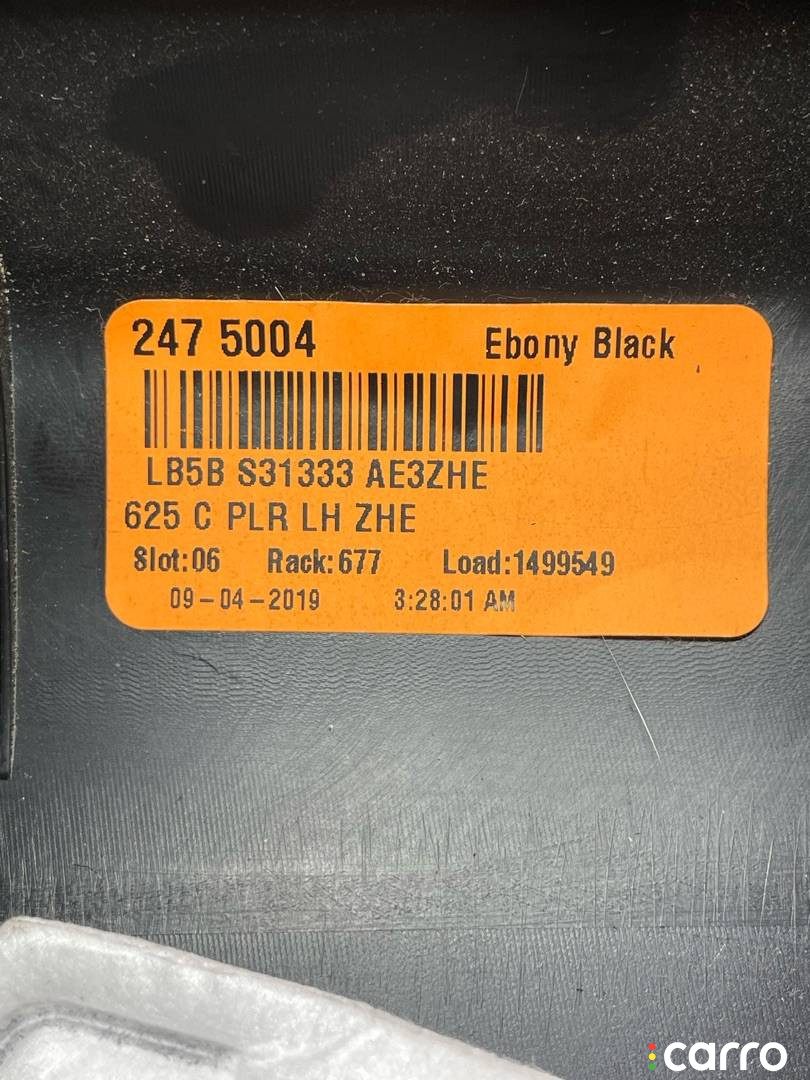 247 5004 Ebony Black
LB5B S31333 AE3ZHE
625 C PLR LH ZHE
Slot:06 Rack:677 Load:1499549
09-04-2019 3:28:01 AM
carro